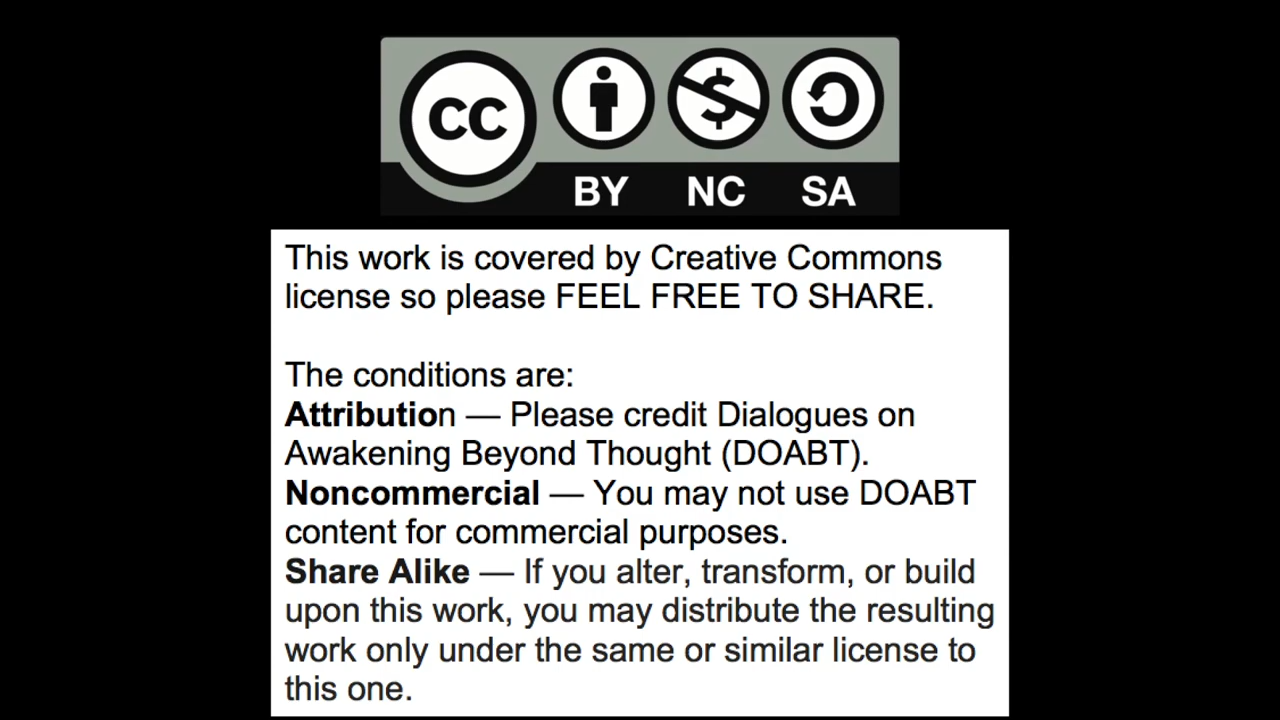 CC
BY NC SA
This work is covered by Creative Commons
license so please FEEL FREE TO SHARE.
The conditions are:
Attribution — Please credit Dialogues on
Awakening Beyond Thought (DOABT).
Noncommercial — You may not use DOABT
content for commercial purposes.
Share Alike — If you alter, transform, or build
upon this work, you may distribute the resulting
work only under the same or similar license to
this one.